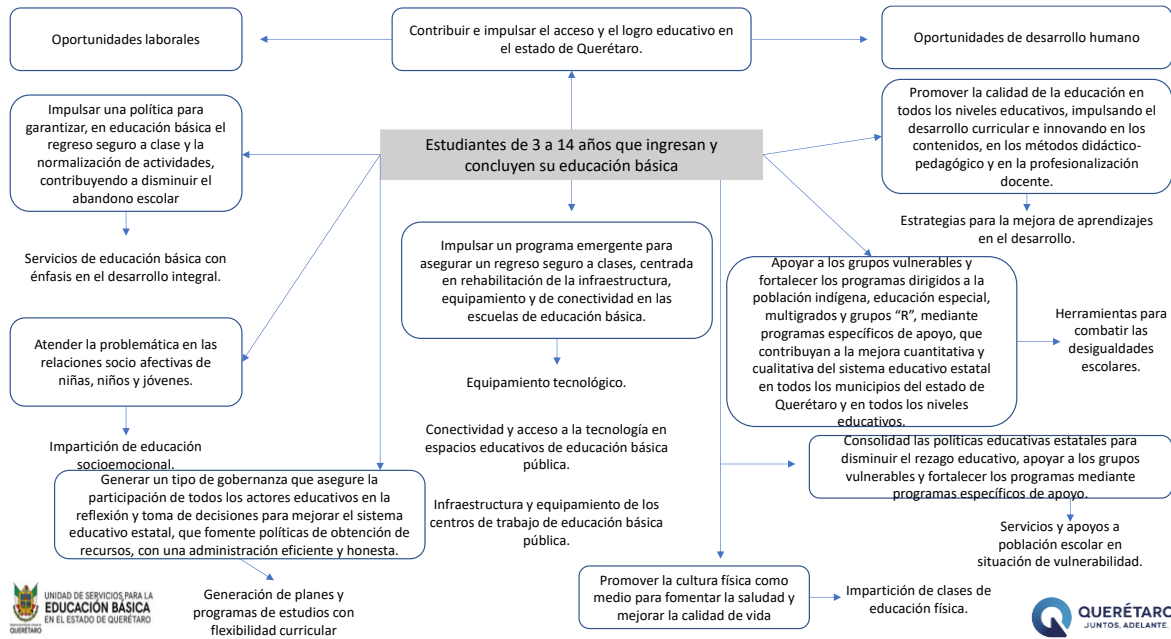 Oportunidades laborales
Contribuir e impulsar el acceso y el logro educativo en
el estado de Querétaro.
Oportunidades de desarrollo humano
Impulsar una política para
garantizar, en educación básica el
regreso seguro a clase y la
normalización de actividades,
contribuyendo a disminuir el
abandono escolar
Estudiantes de 3 a 14 años que ingresan y
concluyen su educación básica
Promover la calidad de la educación en
todos los niveles educativos, impulsando el
desarrollo curricular e innovando en los
contenidos, en los métodos didáctico-
pedagógico y en la profesionalización
docente.
Estrategias para la mejora de aprendizajes
en el desarrollo.
Servicios de educación básica con
énfasis en el desarrollo integral.
Impulsar un programa emergente para
asegurar un regreso seguro a clases, centrada
en rehabilitación de la infraestructura,
equipamiento y de conectividad en las
escuelas de educación básica.
Apoyar a los grupos vulnerables y
fortalecer los programas dirigidos a la
población indígena, educación especial,
multigrados y grupos “R”, mediante
programas específicos de apoyo, que
contribuyan a la mejora cuantitativa y
cualitativa del sistema educativo estatal
en todos los municipios del estado de
Querétaro y en todos los niveles
educativos.
Herramientas para
combatir las
desigualdades
escolares.
Atender la problemática en las
relaciones socio afectivas de
niñas, niños y jóvenes.
Equipamiento tecnológico.
Impartición de educación
socioemocional.
Conectividad y acceso a la tecnología en
espacios educativos de educación básica
pública.
Consolidad las políticas educativas estatales para
disminuir el rezago educativo, apoyar a los grupos
vulnerables y fortalecer los programas mediante
programas específicos de apoyo.
Generar un tipo de gobernanza que asegure la
participación de todos los actores educativos en la
reflexión y toma de decisiones para mejorar el sistema
educativo estatal, que fomente políticas de obtención de
recursos, con una administración eficiente y honesta.
Infraestructura y equipamiento de los
centros de trabajo de educación básica
pública.
Servicios y apoyos a
población escolar en
situación de vulnerabilidad.
Generación de planes y
programas de estudios con
flexibilidad curricular
Promover la cultura física como
medio para fomentar la saludad y
mejorar la calidad de vida
Impartición de clases de
educación física.
UNIDAD DE SERVICIOS PARA LA
EDUCACIÓN BÁSICA
EN EL ESTADO DE QUERÉTARO
QUERÉTARO
QUERÉTARO
JUNTOS, ADELANTE.